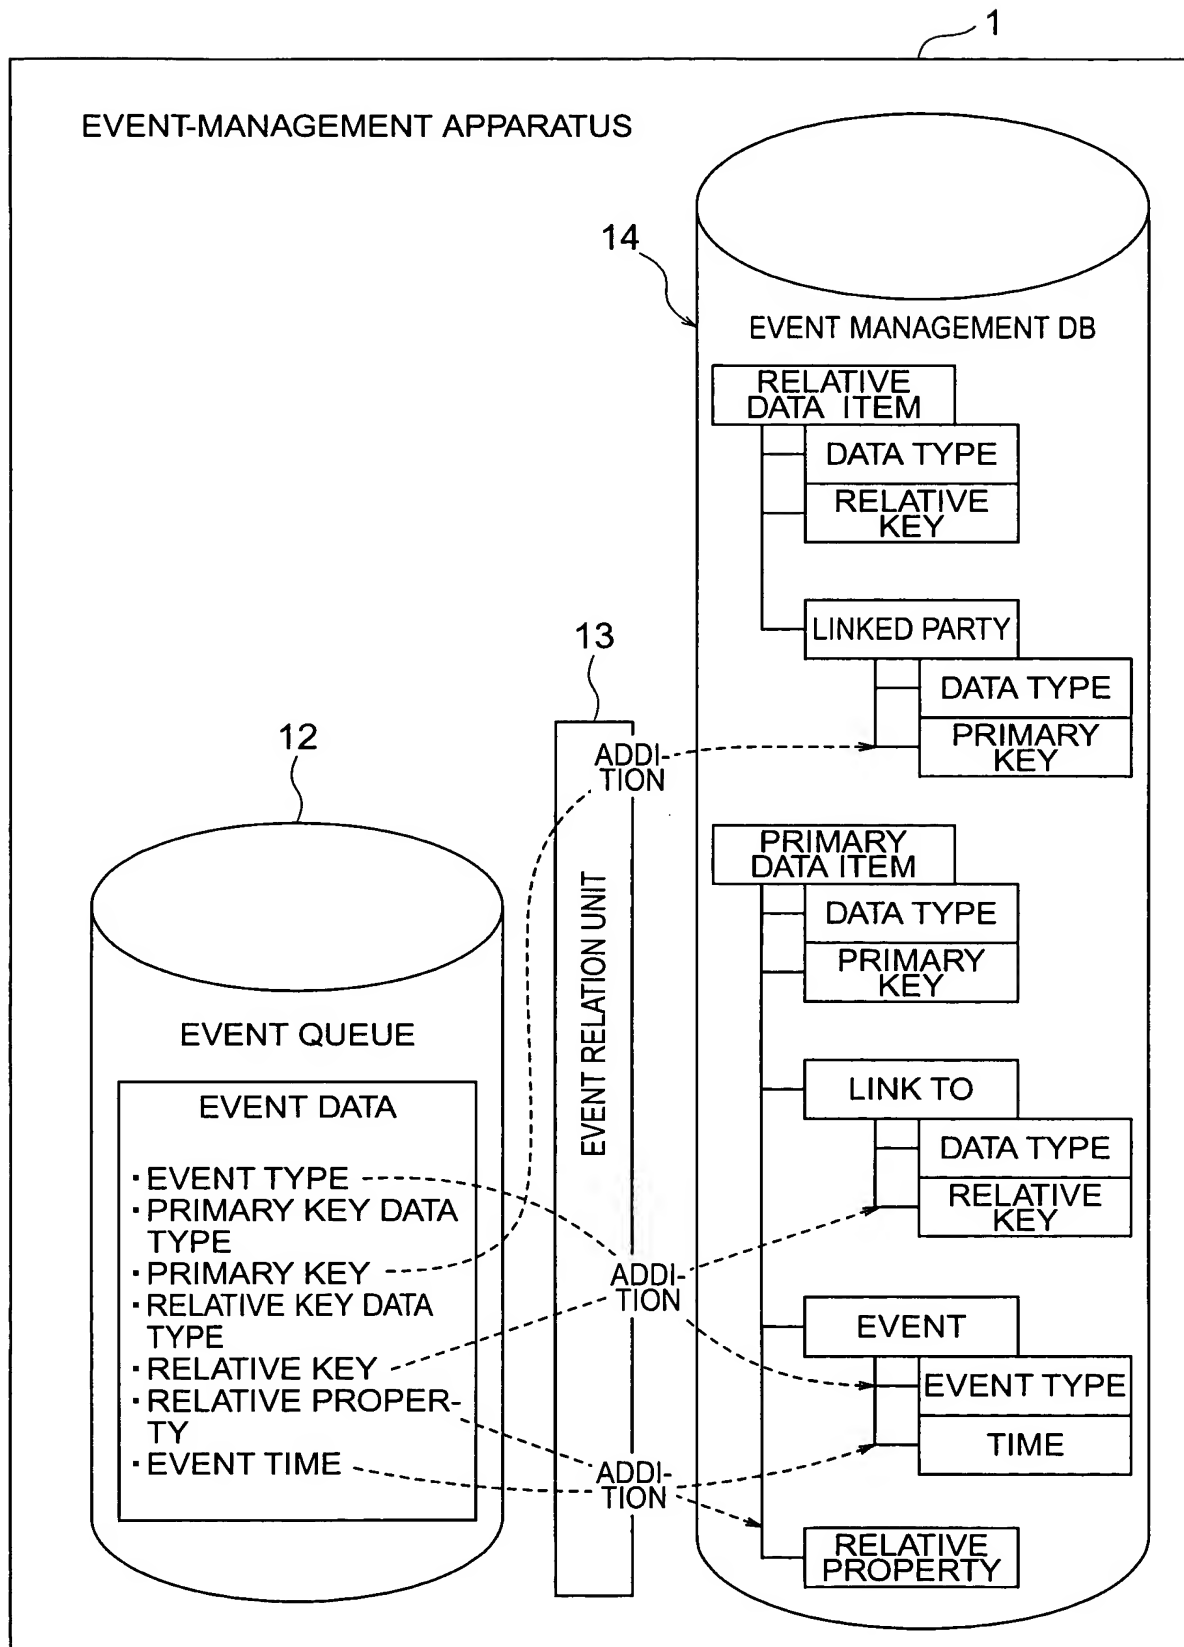 1
EVENT-MANAGEMENT APPARATUS
14
EVENT MANAGEMENT DB
RELATIVE
DATA ITEM
DATA TYPE
RELATIVE
KEY
LINKED PARTY
DATA TYPE
PRIMARY
KEY
13
ADDI-
TION
EVENT RELATION UNIT
12
EVENT QUEUE
EVENT DATA
· EVENT TYPE
· PRIMARY KEY DATA
TYPE
· PRIMARY KEY
· RELATIVE KEY DATA
TYPE
· RELATIVE KEY
· RELATIVE PROPER-
TY
· EVENT TIME
ADDI-
TION
ADDI-
TION
PRIMARY
DATA ITEM
DATA TYPE
PRIMARY
KEY
LINK TO
DATA TYPE
RELATIVE
KEY
EVENT
EVENT TYPE
TIME
RELATIVE
PROPERTY